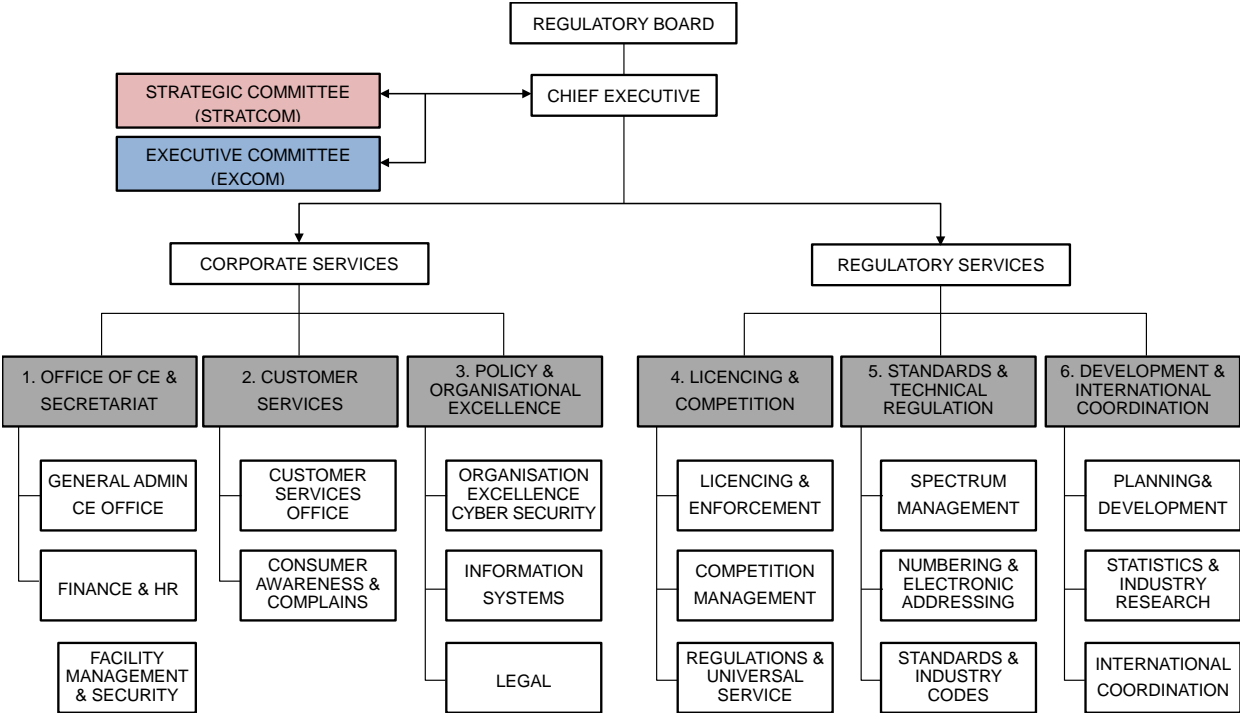 REGULATORY BOARD
STRATEGIC COMMITTEE
(STRATCOM)
CHIEF EXECUTIVE
EXECUTIVE COMMITTEE
(EXCOM)
CORPORATE SERVICES
REGULATORY SERVICES
1. OFFICE OF CE &
SECRETARIAT
2. CUSTOMER
SERVICES
3. POLICY &
ORGANISATIONAL
EXCELLENCE
4. LICENCING &
COMPETITION
5. STANDARDS &
TECHNICAL
REGULATION
6. DEVELOPMENT &
INTERNATIONAL
COORDINATION
GENERAL ADMIN
CE OFFICE
CUSTOMER
SERVICES
OFFICE
ORGANISATION
EXCELLENCE
CYBER SECURITY
LICENCING &
ENFORCEMENT
SPECTRUM
MANAGEMENT
PLANNING&
DEVELOPMENT
FINANCE & HR
CONSUMER
AWARENESS &
COMPLAINS
INFORMATION
SYSTEMS
COMPETITION
MANAGEMENT
NUMBERING &
ELECTRONIC
ADDRESSING
STATISTICS &
INDUSTRY
RESEARCH
FACILITY
MANAGEMENT
& SECURITY
LEGAL
REGULATIONS &
UNIVERSAL
SERVICE
STANDARDS &
INDUSTRY
CODES
INTERNATIONAL
COORDINATION